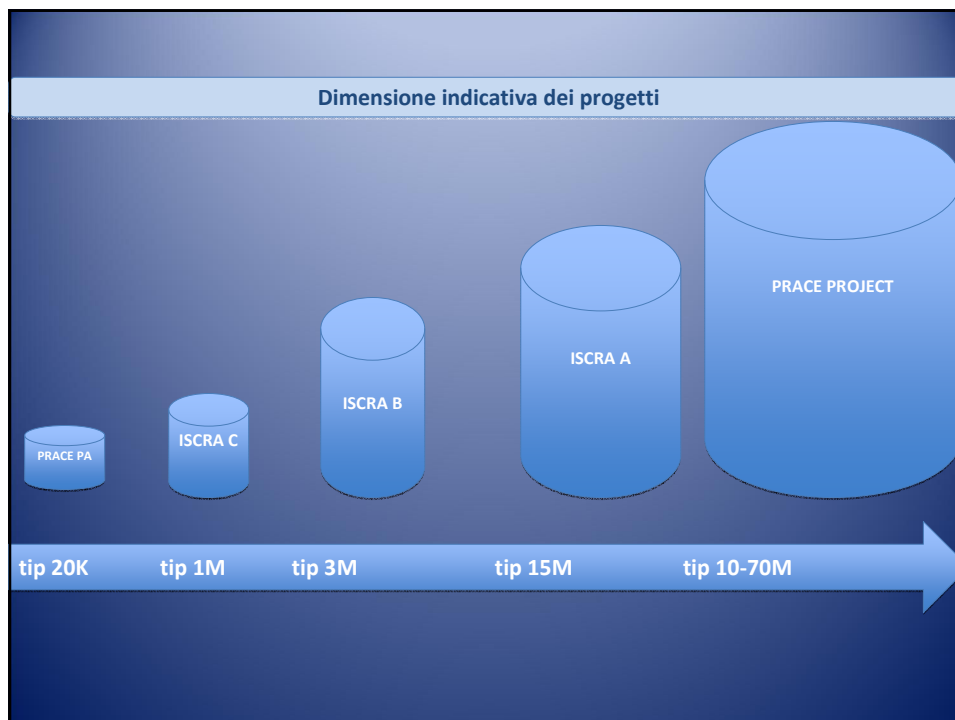 Dimensione indicativa dei progetti
PRACE PA
ISCRA C
ISCRA B
ISCRA A
PRACE PROJECT
tip 20K
tip 1M
tip 3M
tip 15M
tip 10-70M